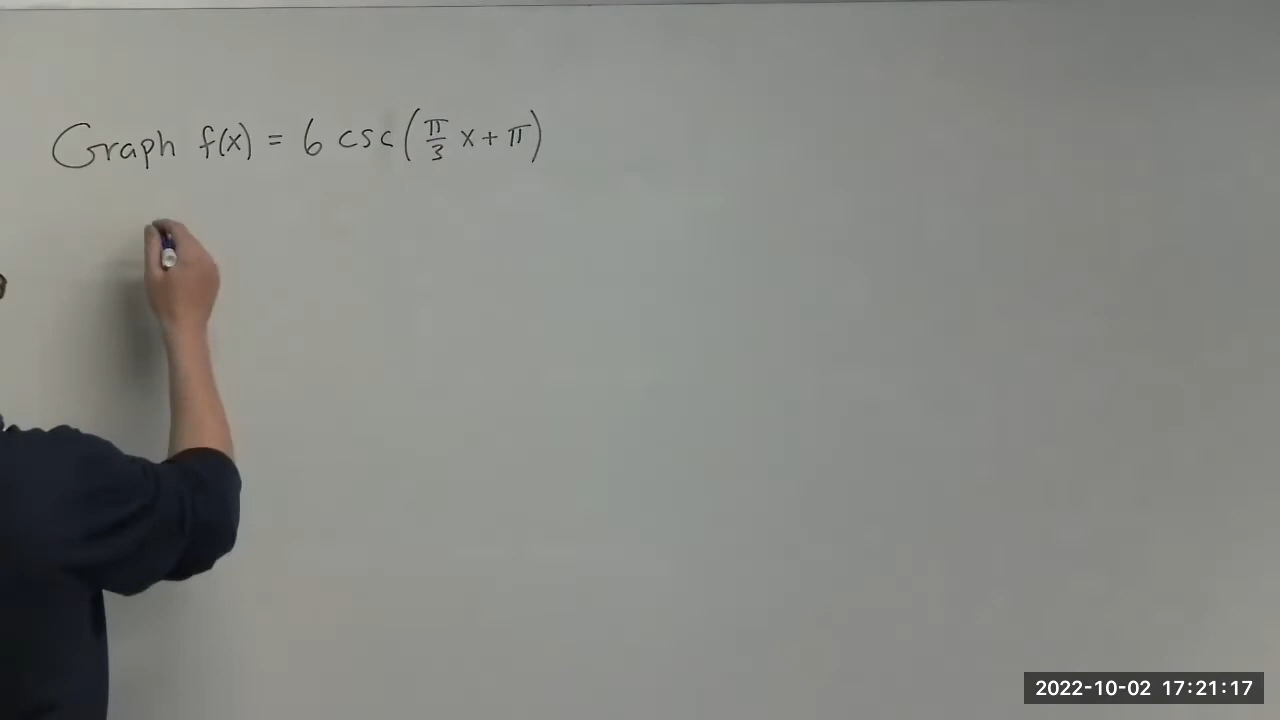 Graph f(x) = 6 csc(π/3 x + π)
2022-10-02 17:21:17